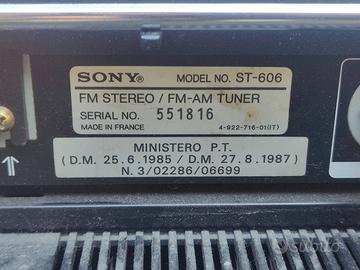 SONY® MODEL NO. ST-606
FM STEREO / FM-AM TUNER
SERIAL NO. 551816
MADE IN FRANCE 4-922-716-01(IT)
MINISTERO P.T.
(D.M. 25.6.1985 / D.M. 27.8.1987)
N. 3/02286/06699
subito